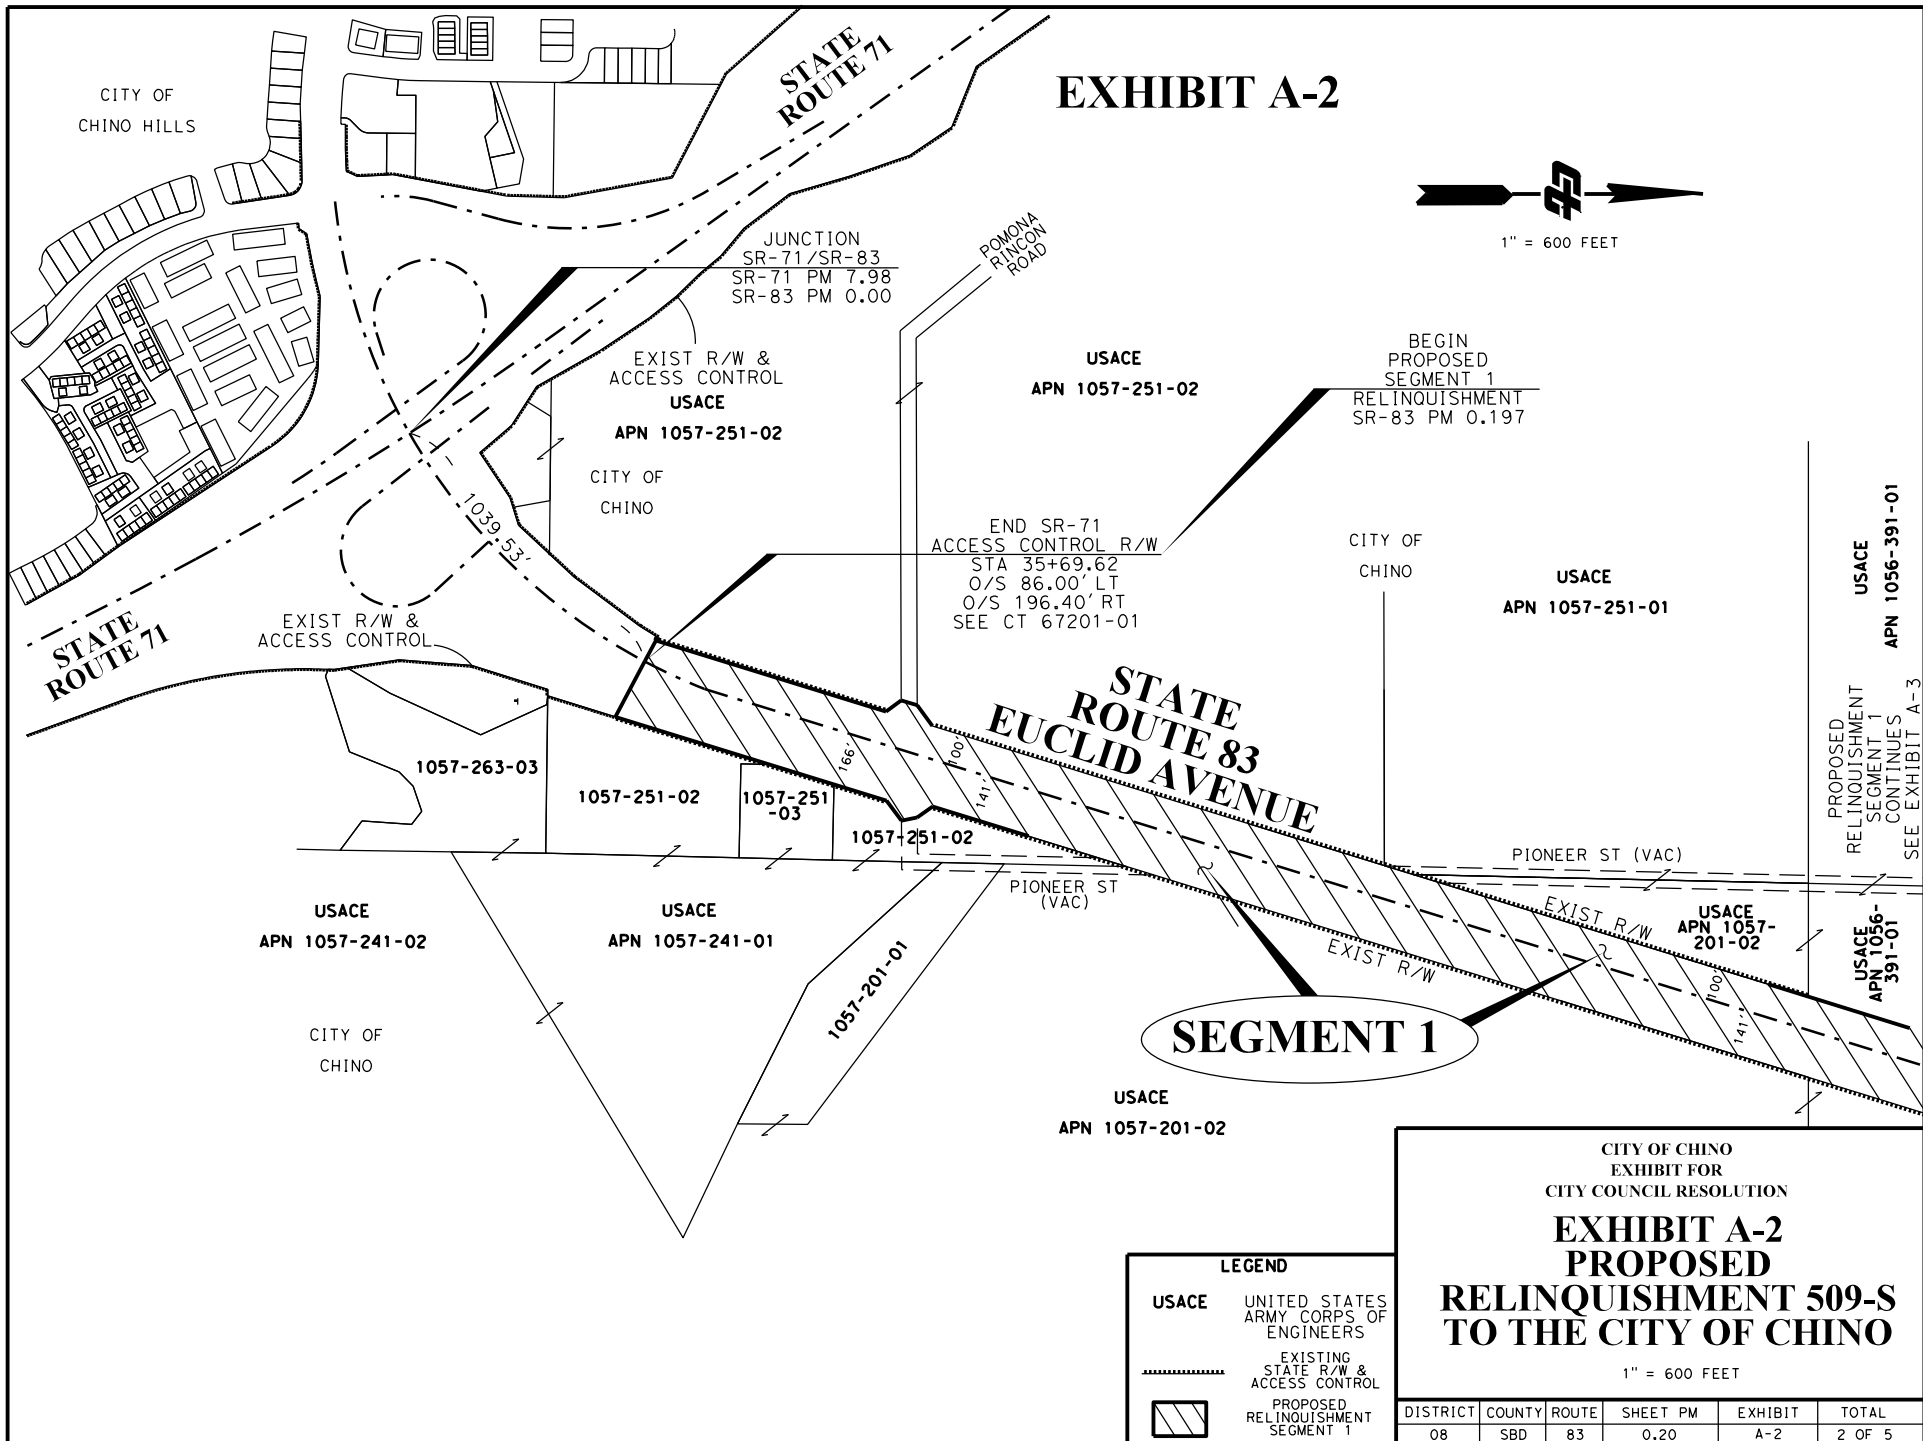 EXHIBIT A-2
STATE
ROUTE 71
CITY OF
CHINO HILLS
1" = 600 FEET
POMONA
RINCON
ROAD
JUNCTION
SR-71/SR-83
SR-71 PM 7.98
SR-83 PM 0.00
EXIST R/W &
ACCESS CONTROL
USACE
APN 1057-251-02
CITY OF
CHINO
USACE
APN 1057-251-02
BEGIN
PROPOSED
SEGMENT 1
RELINQUISHMENT
SR-83 PM 0.197
1039.53'
END SR-71
ACCESS CONTROL R/W
STA 35+69.62
O/S 86.00' LT
O/S 196.40' RT
SEE CT 67201-01
CITY OF
CHINO
USACE
APN 1057-251-01
USACE
APN 1056-391-01
EXIST R/W &
ACCESS CONTROL
STATE
ROUTE 71
STATE
ROUTE 83
EUCLID AVENUE
PROPOSED
RELINQUISHMENT
SEGMENT 1
CONTINUES
SEE EXHIBIT A-3
166'
100'
141'
1057-263-03
1057-251-02
1057-251
-03
1057-251-02
PIONEER ST
(VAC)
PIONEER ST (VAC)
EXIST R/W
EXIST R/W
USACE
APN 1057-
201-02
USACE
APN 1056-
391-01
100'
141'
USACE
APN 1057-241-02
USACE
APN 1057-241-01
1057-201-01
CITY OF
CHINO
SEGMENT 1
USACE
APN 1057-201-02
LEGEND
USACE
UNITED STATES
ARMY CORPS OF
ENGINEERS
EXISTING
STATE R/W &
ACCESS CONTROL
PROPOSED
RELINQUISHMENT
SEGMENT 1
CITY OF CHINO
EXHIBIT FOR
CITY COUNCIL RESOLUTION
EXHIBIT A-2
PROPOSED
RELINQUISHMENT 509-S
TO THE CITY OF CHINO
1" = 600 FEET
DISTRICT COUNTY ROUTE SHEET PM EXHIBIT TOTAL
08 SBD 83 0.20 A-2 2 OF 5